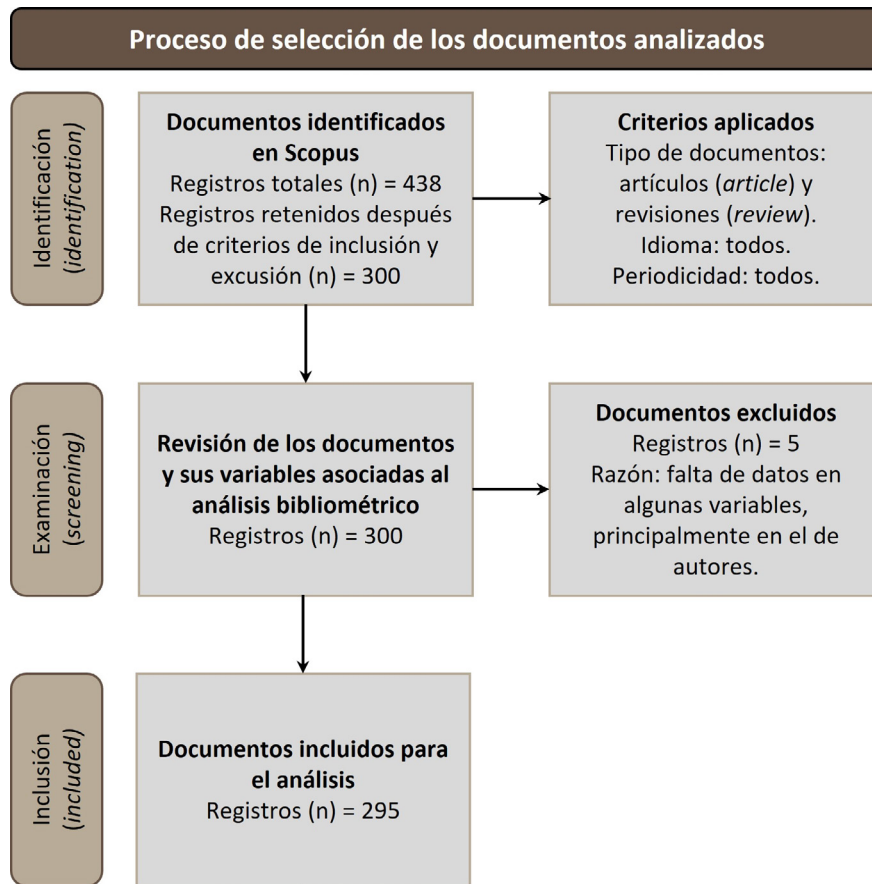 Proceso de selección de los documentos analizados
Identificación
(identification)
Documentos identificados
en Scopus
Registros totales (n) = 438
Registros retenidos después
de criterios de inclusión y
excusión (n) = 300
Criterios aplicados
Tipo de documentos:
artículos (article) y
revisiones (review).
Idioma: todos.
Periodicidad: todos.
Examinación
(screening)
Revisión de los documentos
y sus variables asociadas al
análisis bibliométrico
Registros (n) = 300
Documentos excluidos
Registros (n) = 5
Razón: falta de datos en
algunas variables,
principalmente en el de
autores.
Inclusión
(included)
Documentos incluidos para
el análisis
Registros (n) = 295